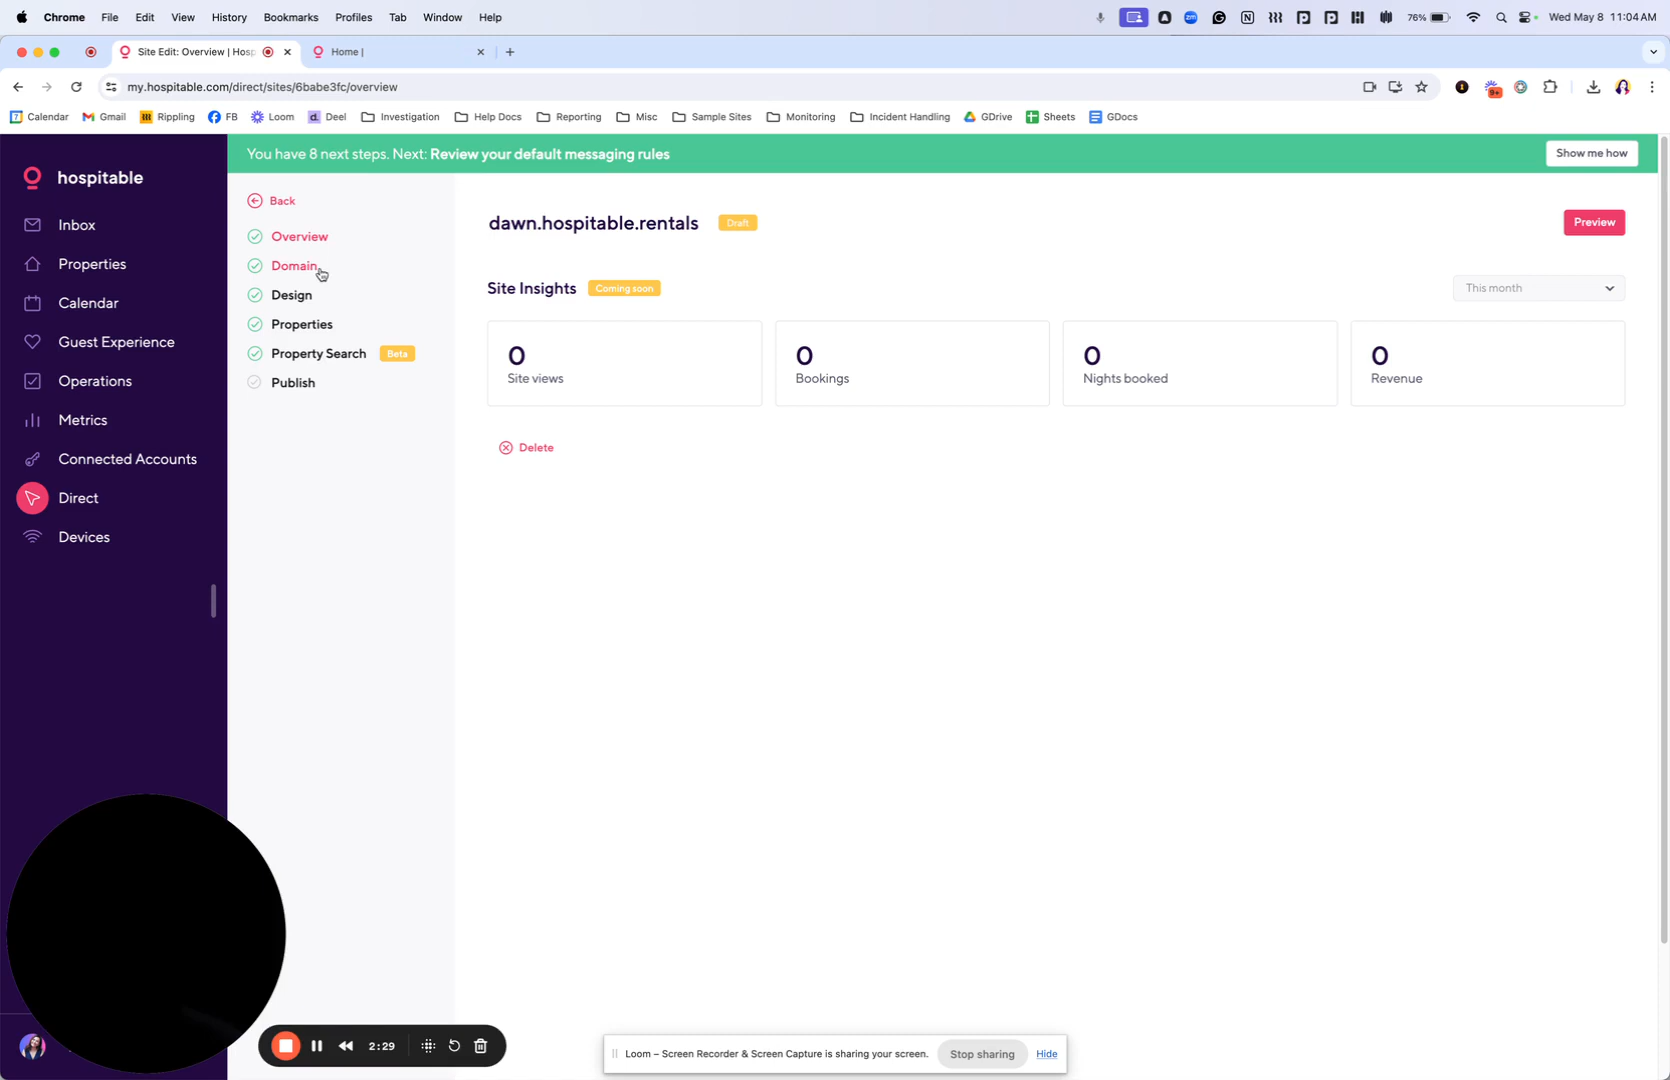 Chrome File Edit View History Bookmarks Profiles Tab Window Help 76% Wed May 8 11:04 AM
Site Edit: Overview | Hosp Home |
my.hospitable.com/direct/sites/6babe3fc/overview 9+
7 Calendar Gmail Rippling FB Loom d. Deel Investigation Help Docs Reporting Misc Sample Sites Monitoring Incident Handling GDrive Sheets GDocs
You have 8 next steps. Next: Review your default messaging rules Show me how
hospitable
Inbox
Properties
Calendar
Guest Experience
Operations
Metrics
Connected Accounts
Direct
Devices
Back
Overview
Domain
Design
Properties
Property Search Beta
Publish
dawn.hospitable.rentals Draft Preview
Site Insights Coming soon This month
0 0 0 0
Site views Bookings Nights booked Revenue
Delete
2:29
Loom – Screen Recorder & Screen Capture is sharing your screen. Stop sharing Hide